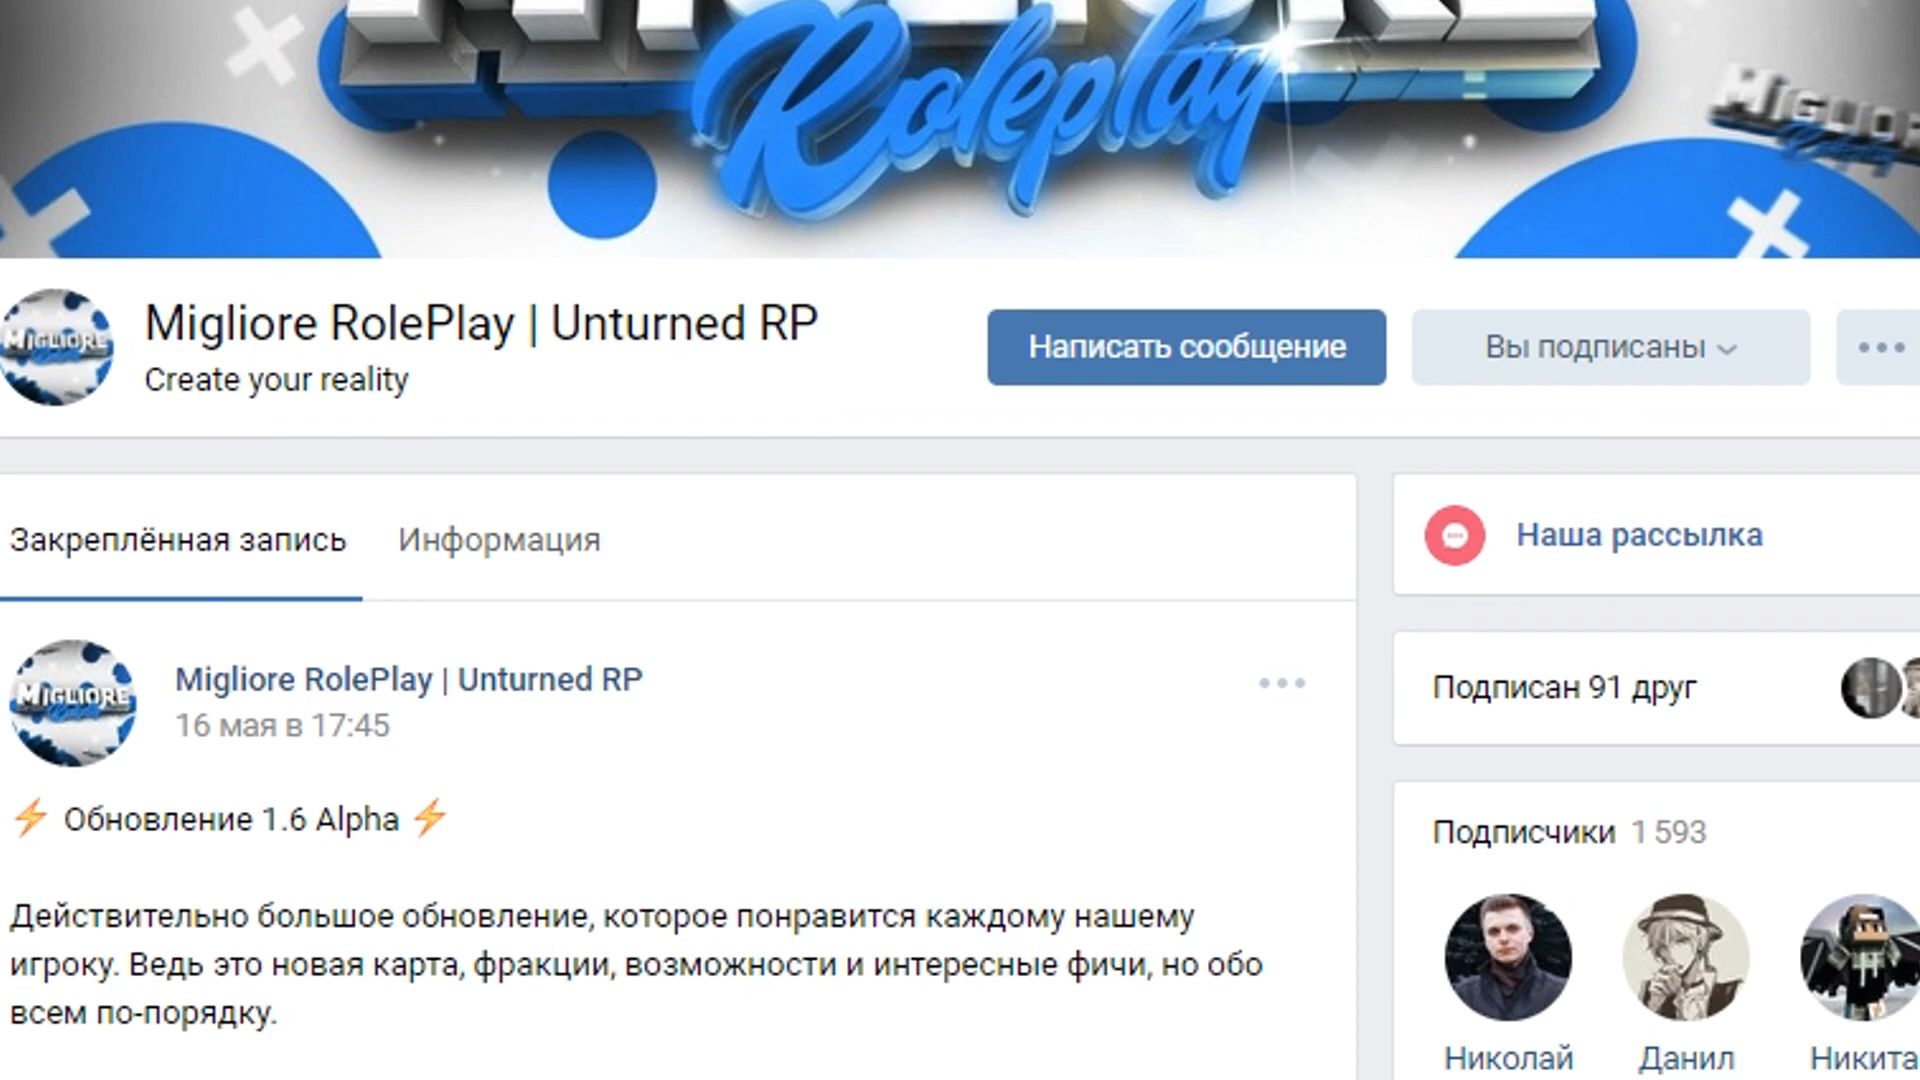 Roleplay
Migliore RolePlay | Unturned RP
Create your reality
Написать сообщение
Вы подписаны
Закреплённая запись
Информация
Наша рассылка
Migliore RolePlay | Unturned RP
16 мая в 17:45
Подписан 91 друг
⚡ Обновление 1.6 Alpha ⚡
Подписчики 1 593
Действительно большое обновление, которое понравится каждому нашему
игроку. Ведь это новая карта, фракции, возможности и интересные фичи, но обо
всем по-порядку.
Николай
Данил
Никита